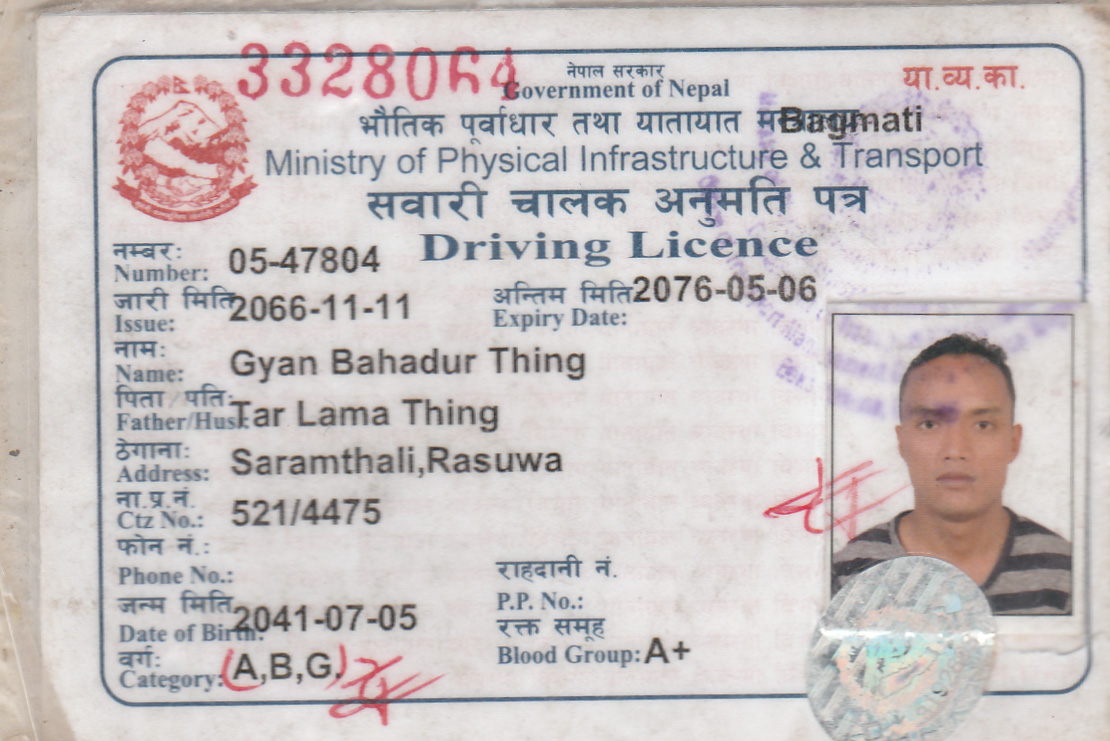 3328064
नेपाल सरकार
Government of Nepal
या.व्य.का.
भौतिक पूर्वाधार तथा यातायात
Bagmati
Ministry of Physical Infrastructure & Transport
सवारी चालक अनुमति पत्र
Driving Licence
नम्बर:
Number: 05-47804
जारी मिति 2066-11-11
Issue:
अन्तिम मिति 2076-05-06
Expiry Date:
नाम:
Name: Gyan Bahadur Thing
पिता पति:
Father/Hus. Tar Lama Thing
ठेगाना:
Address: Saramthali,Rasuwa
ना.प्र.नं.
Ctz No.: 521/4475
फोन नं.:
Phone No.:
राहदानी नं.
P.P. No.:
जन्म मिति 2041-07-05
Date of Birth:
रक्त समूह
Blood Group: A+
वर्ग:
Category: (A,B,G.)